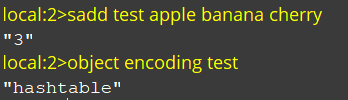 local:2>sadd test apple banana cherry
"3"
local:2>object encoding test
"hashtable"